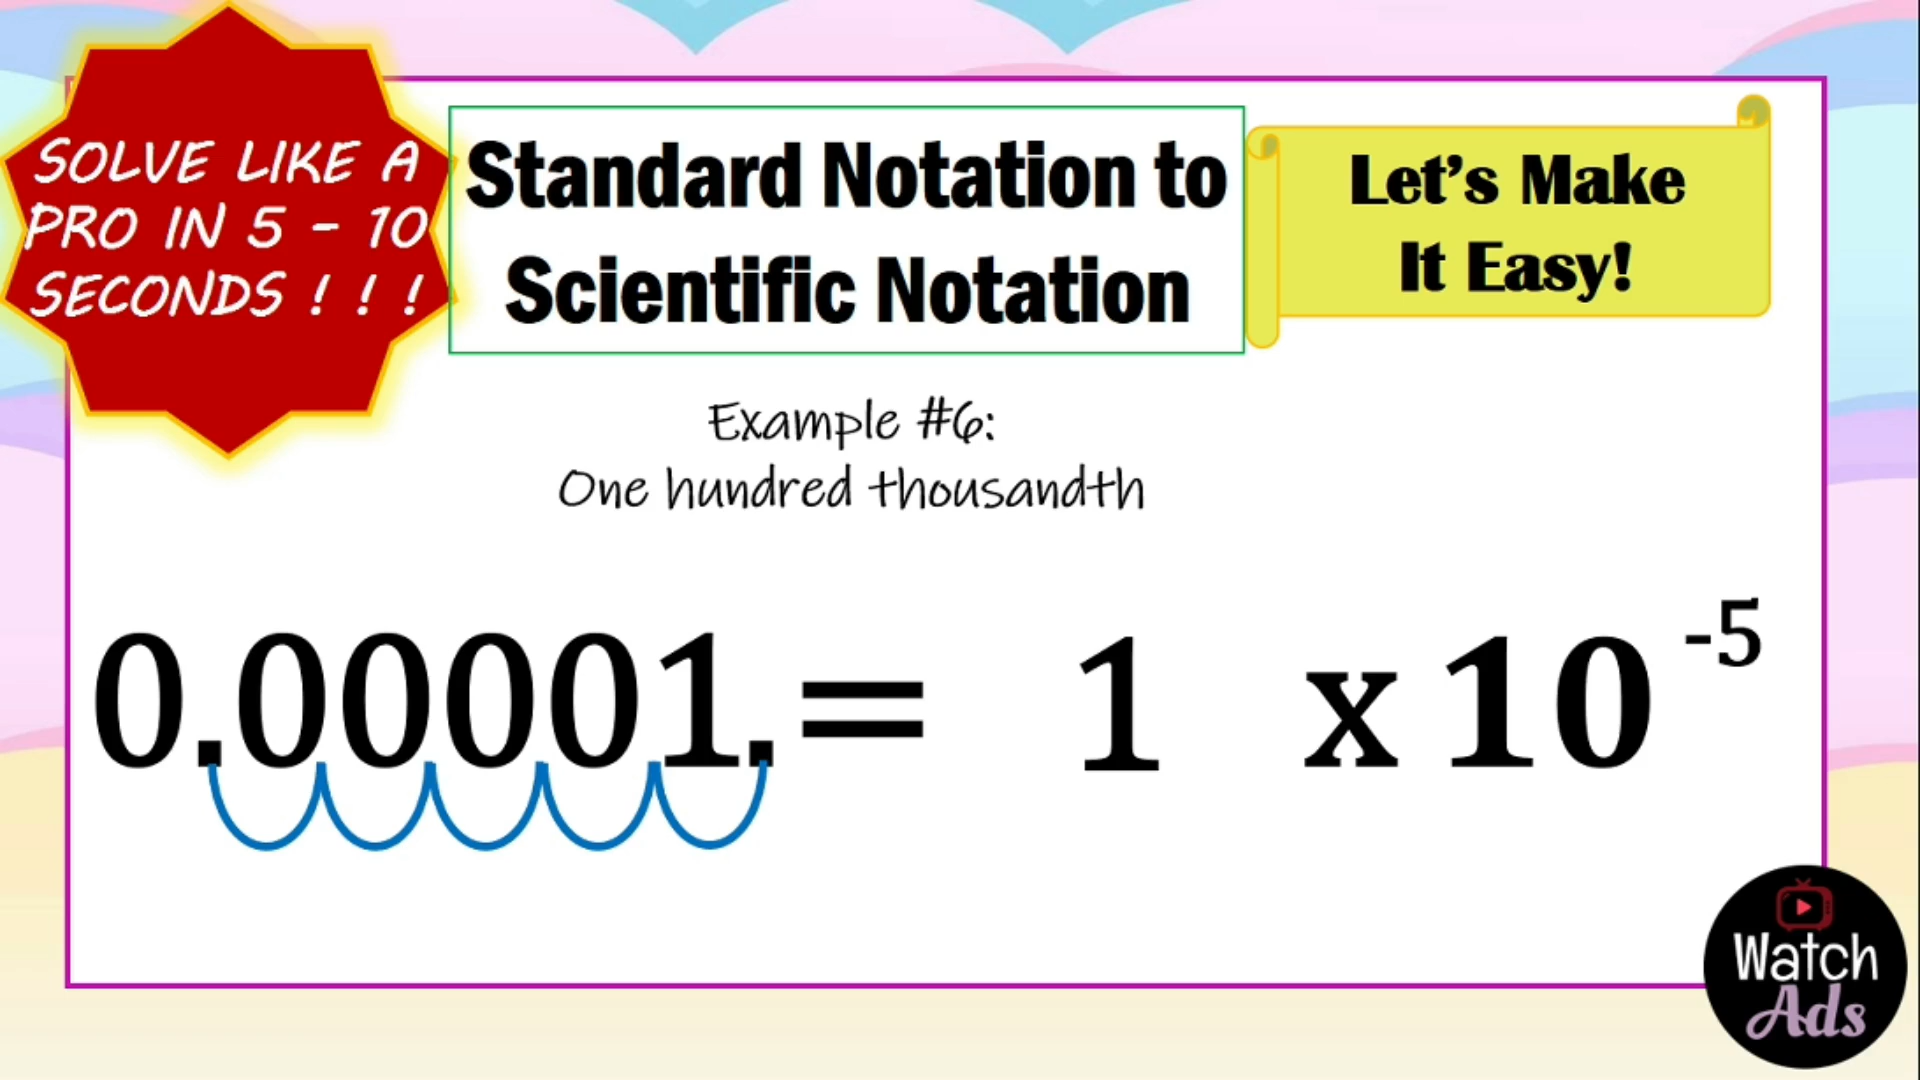 SOLVE LIKE A
PRO IN 5 - 10
SECONDS ! ! !
Standard Notation to
Scientific Notation
Let's Make
It Easy!
Example #6:
One hundred thousandth
0.00001. = 1 x 10 -5
Watch
Ads